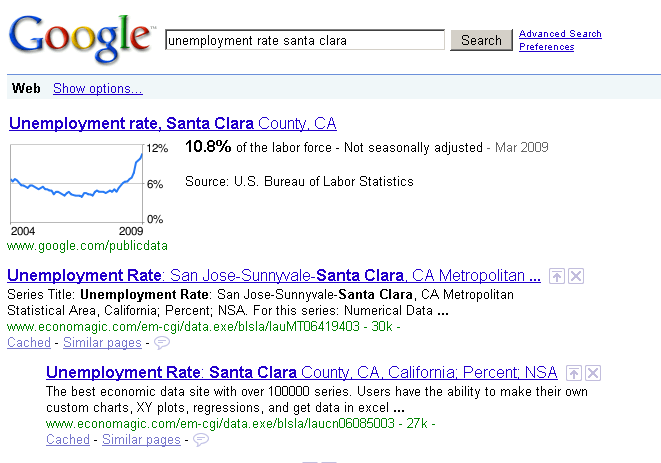 Google™
unemployment rate santa clara
Search
Advanced Search
Preferences
Web Show options...
Unemployment rate, Santa Clara County, CA
12%
6%
0%
2004 2009
10.8% of the labor force - Not seasonally adjusted - Mar 2009
Source: U.S. Bureau of Labor Statistics
www.google.com/publicdata
Unemployment Rate: San Jose-Sunnyvale-Santa Clara, CA Metropolitan ...
Series Title: Unemployment Rate: San Jose-Sunnyvale-Santa Clara, CA Metropolitan
Statistical Area, California; Percent; NSA. For this series: Numerical Data ...
www.economagic.com/em-cgi/data.exe/blsla/lauMT06419403 - 30k -
Cached - Similar pages -
Unemployment Rate: Santa Clara County, CA, California; Percent; NSA
The best economic data site with over 100000 series. Users have the ability to make their own
custom charts, XY plots, regressions, and get data in excel ...
www.economagic.com/em-cgi/data.exe/blsla/laucn06085003 - 27k -
Cached - Similar pages -